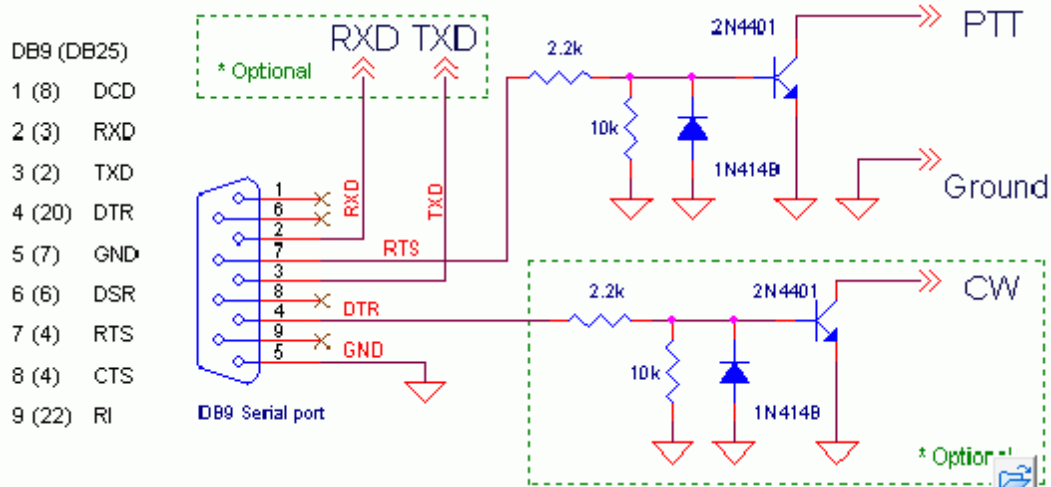 DB9 (DB25)
1 (8) DCD
2 (3) RXD
3 (2) TXD
4 (20) DTR
5 (7) GND
6 (6) DSR
7 (4) RTS
8 (4) CTS
9 (22) RI
RXD TXD
* Optional
2.2k
2N4401
PTT
10k
1N4148
Ground
1
6
2
7
3
8
4
9
5
RXD
TXD
RTS
DTR
GND
DB9 Serial port
2.2k
2N4401
CW
10k
1N4148
* Option